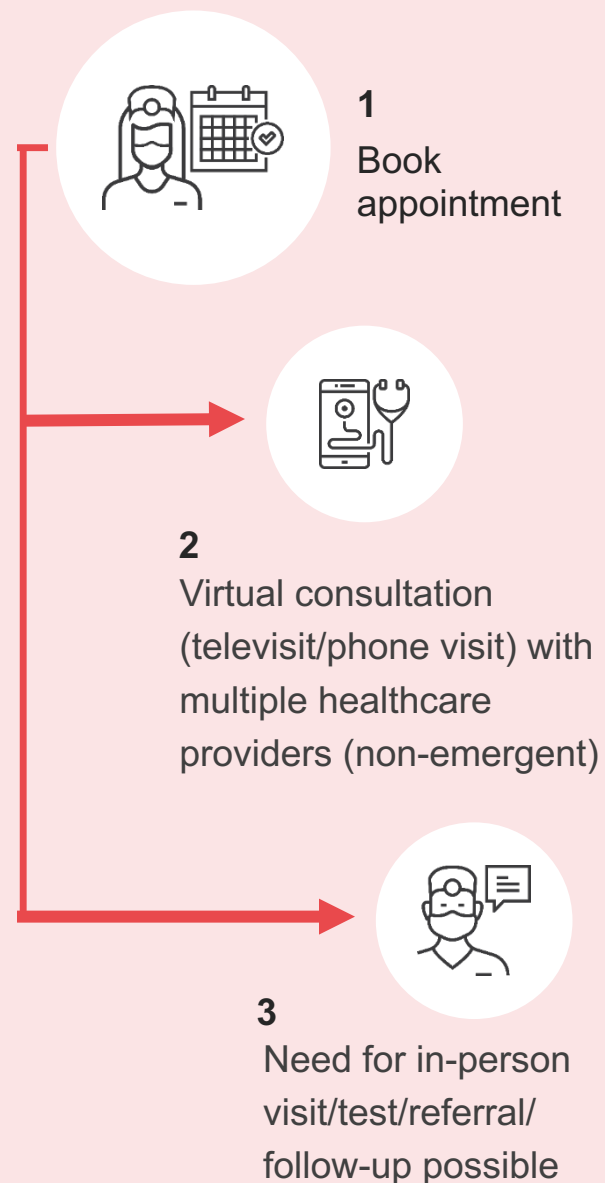 1
Book
appointment
2
Virtual consultation
(televisit/phone visit) with
multiple healthcare
providers (non-emergent)
3
Need for in-person
visit/test/referral/
follow-up possible